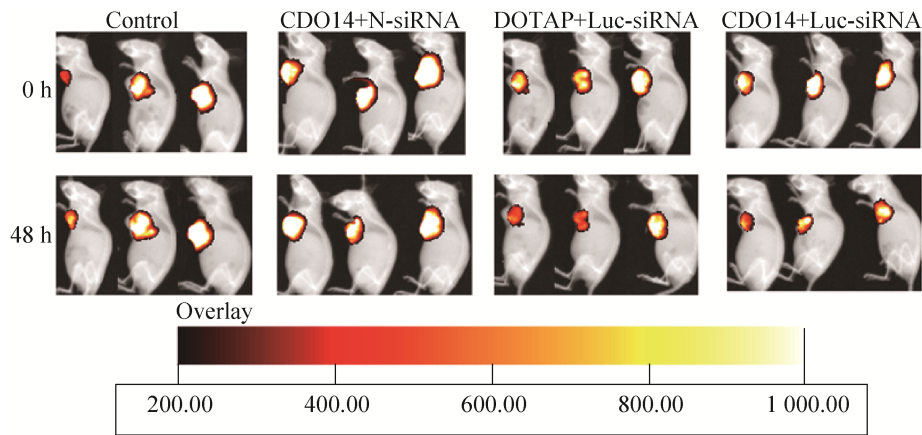 Control CDO14+N-siRNA DOTAP+Luc-siRNA CDO14+Luc-siRNA
0 h
48 h
Overlay
200.00 400.00 600.00 800.00 1 000.00